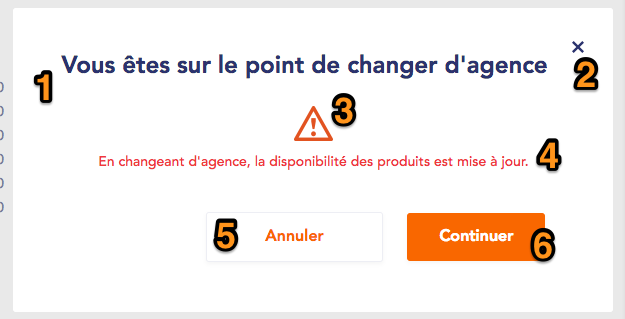 ×
Vous êtes sur le point de changer d'agence
1
2
3
En changeant d'agence, la disponibilité des produits est mise à jour.
4
5
Annuler
Continuer
6